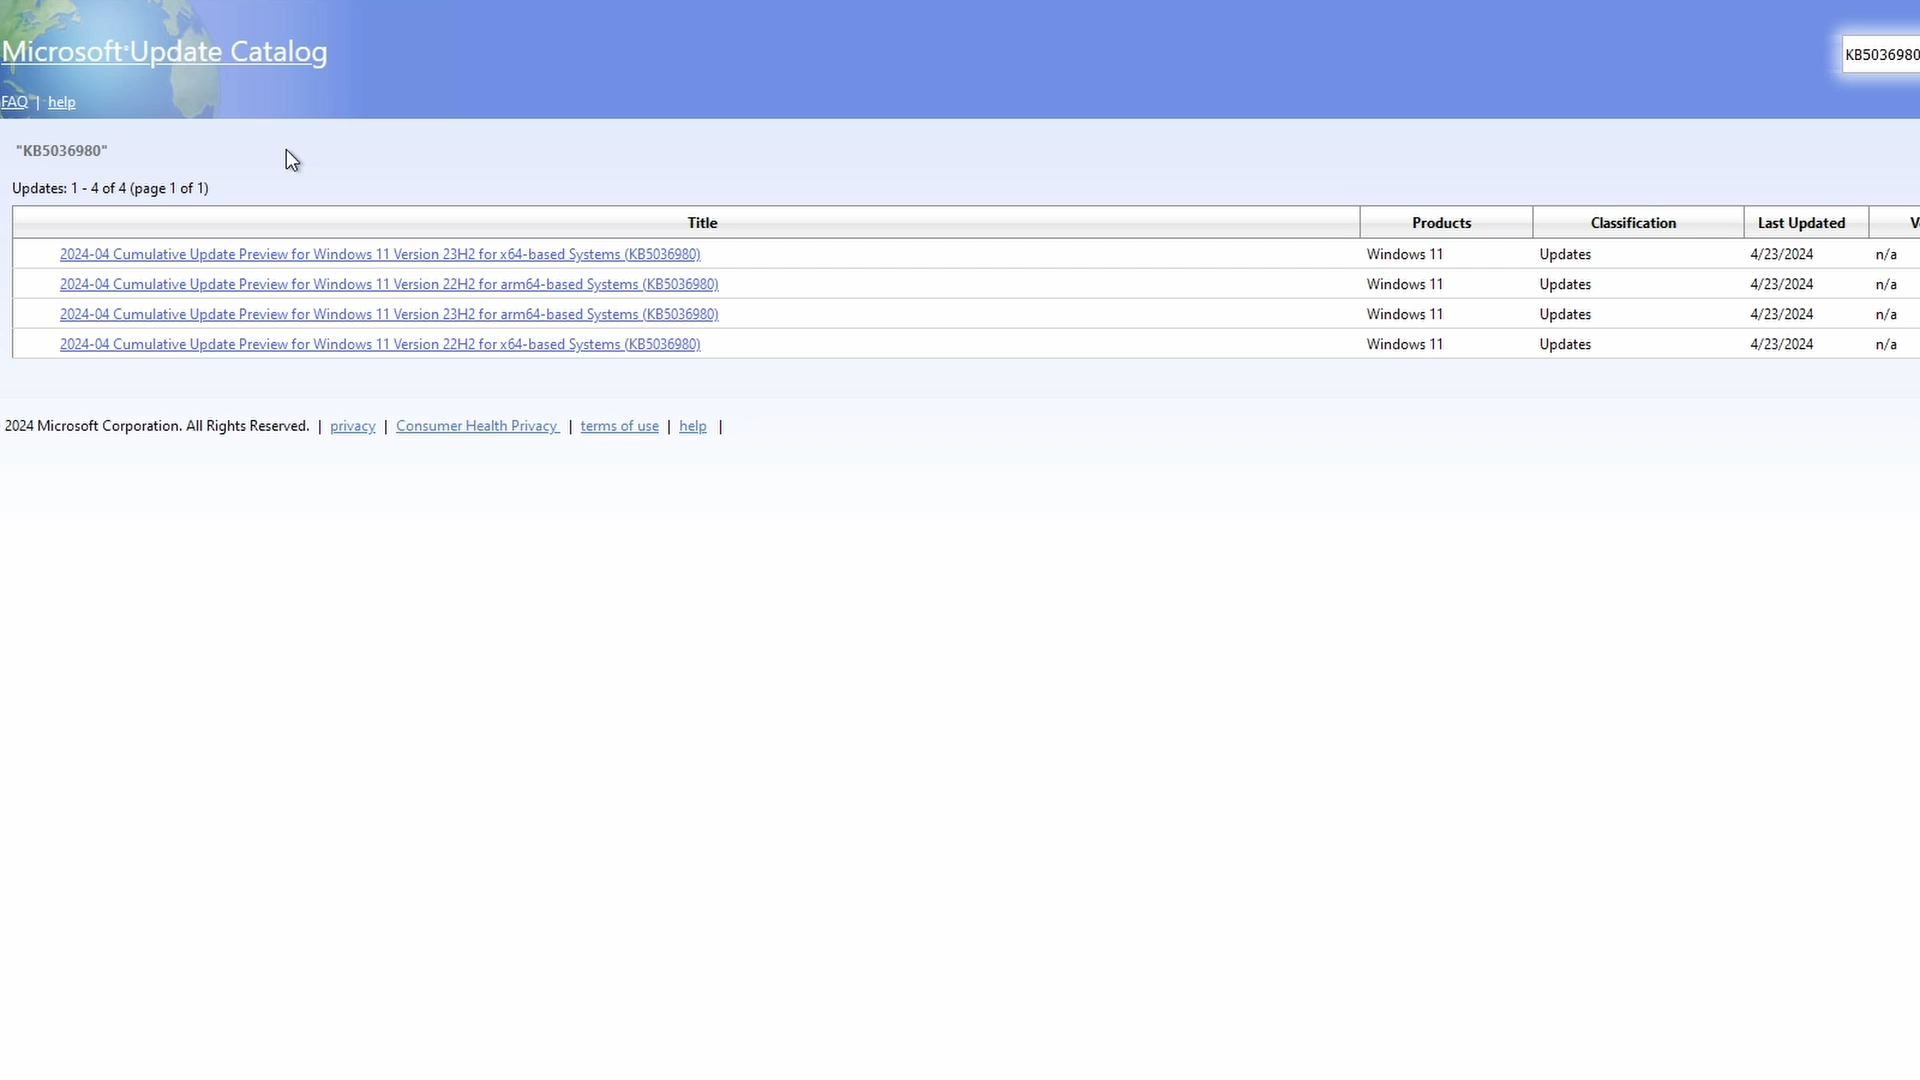 Microsoft®Update Catalog
KB5036980
FAQ | help
"KB5036980"
Updates: 1 - 4 of 4 (page 1 of 1)
Title Products Classification Last Updated
2024-04 Cumulative Update Preview for Windows 11 Version 23H2 for x64-based Systems (KB5036980) Windows 11 Updates 4/23/2024 n/a
2024-04 Cumulative Update Preview for Windows 11 Version 22H2 for arm64-based Systems (KB5036980) Windows 11 Updates 4/23/2024 n/a
2024-04 Cumulative Update Preview for Windows 11 Version 23H2 for arm64-based Systems (KB5036980) Windows 11 Updates 4/23/2024 n/a
2024-04 Cumulative Update Preview for Windows 11 Version 22H2 for x64-based Systems (KB5036980) Windows 11 Updates 4/23/2024 n/a
2024 Microsoft Corporation. All Rights Reserved. | privacy | Consumer Health Privacy | terms of use | help |